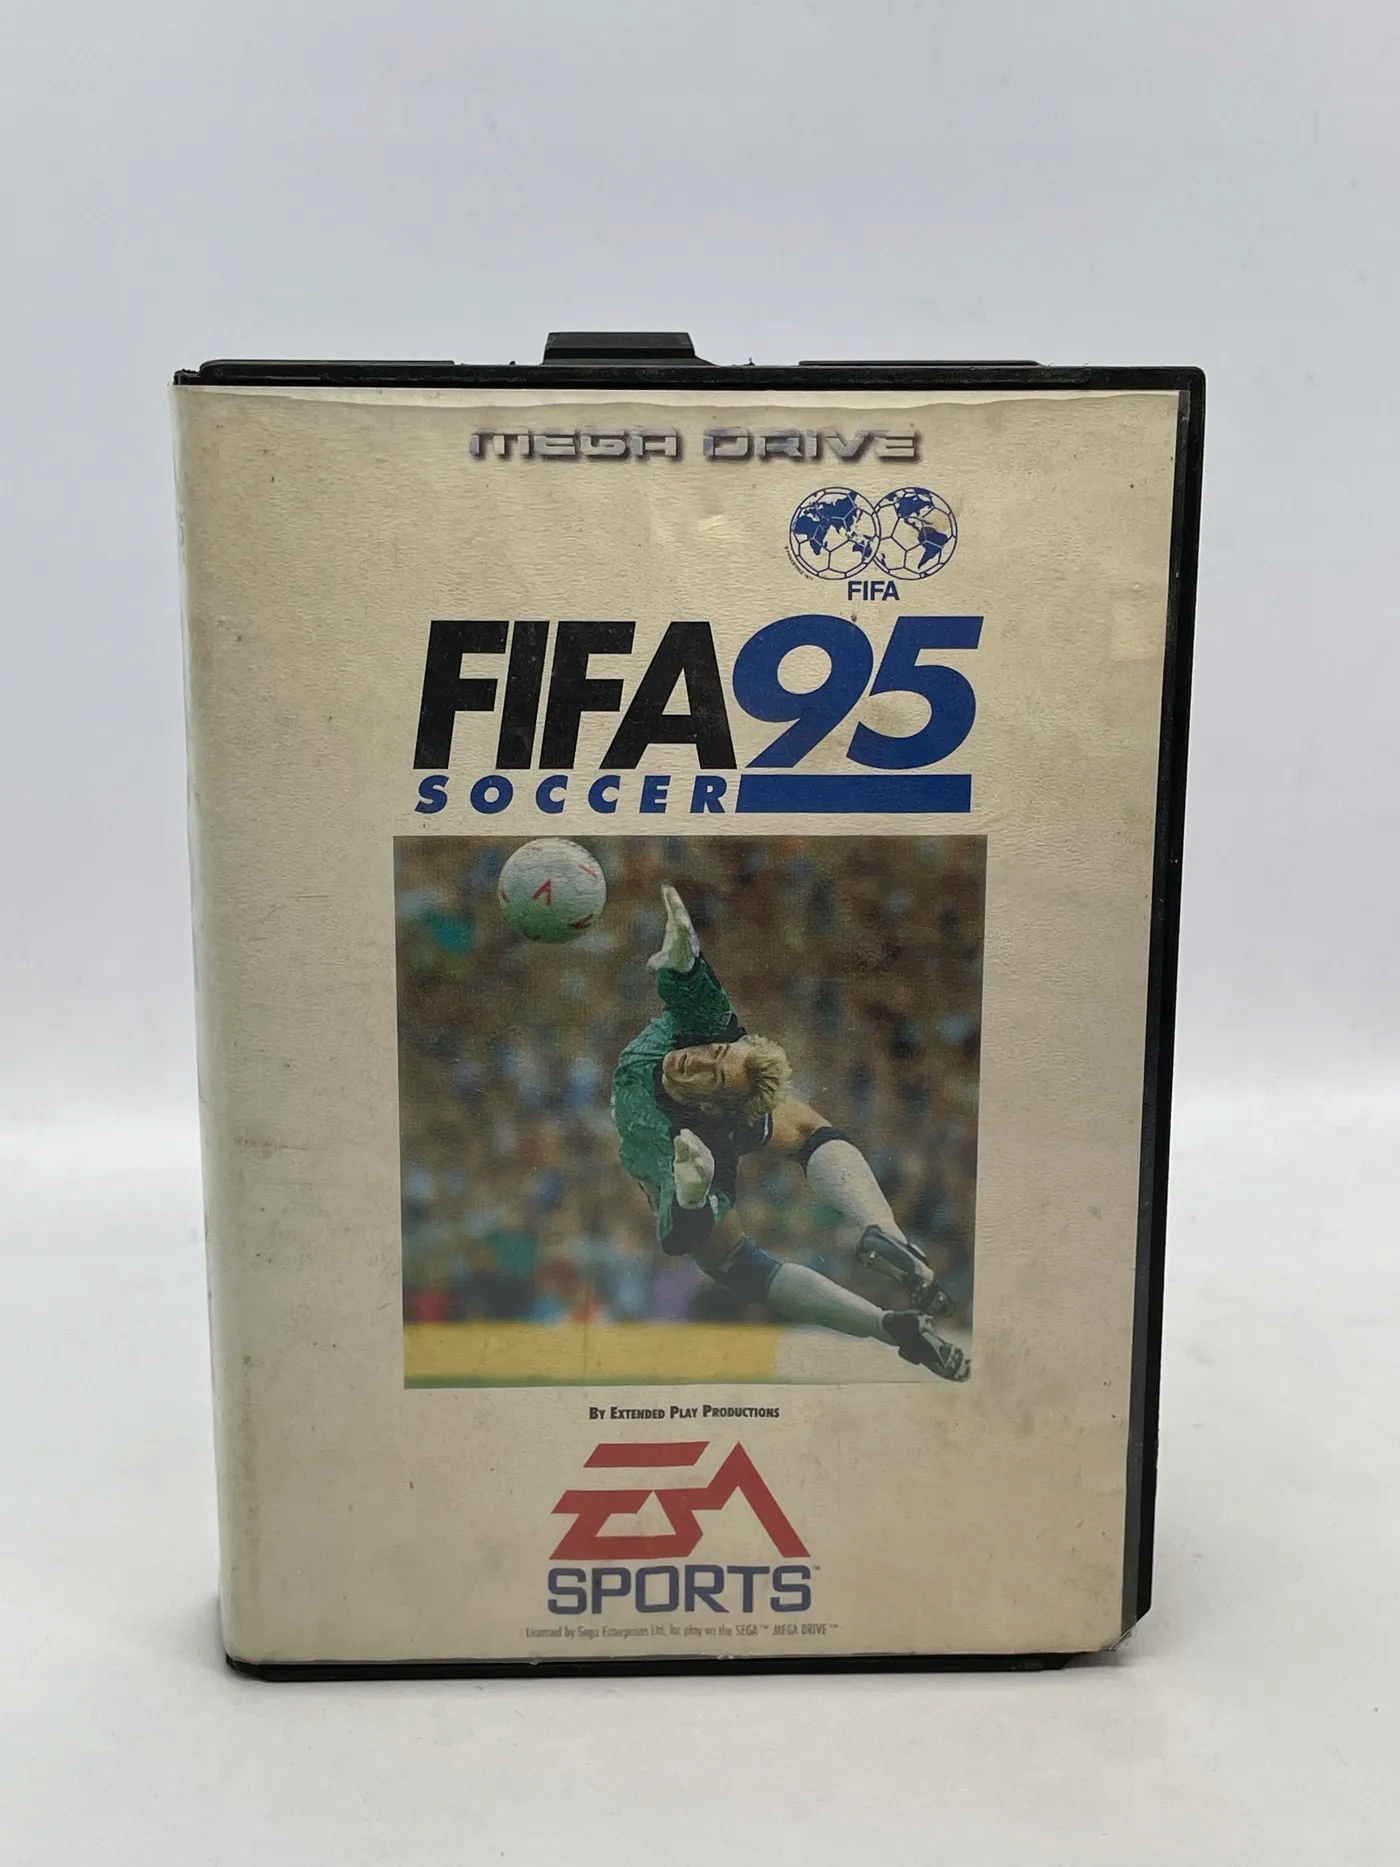 MEGA DRIVE
FIFA
FIFA 95
SOCCER
BY EXTENDED PLAY PRODUCTIONS
EA
SPORTS™
Licensed by Sega Enterprises Ltd. for play on the SEGA™ MEGA DRIVE™